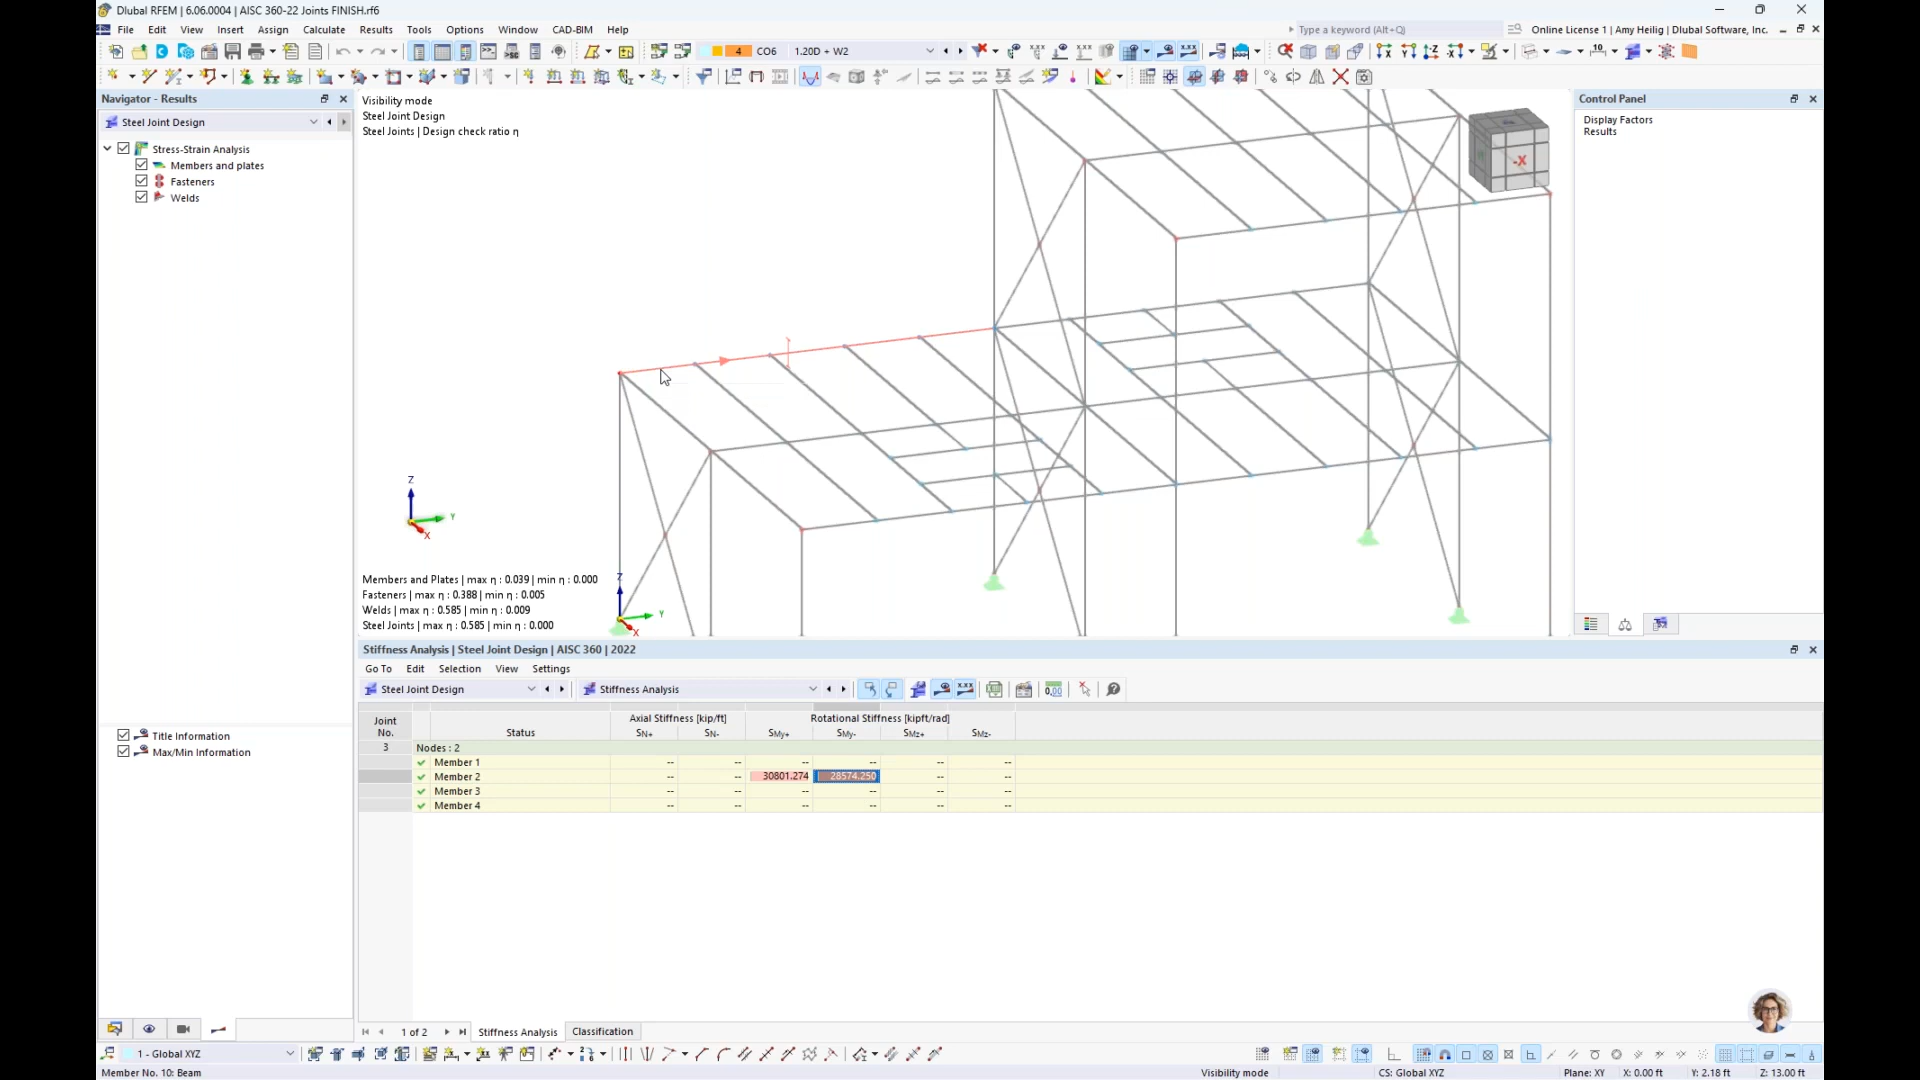 Dlubal RFEM | 6.06.0004 | AISC 360-22 Joints FINISH.rf6
File Edit View Insert Assign Calculate Results Tools Options Window CAD-BIM Help
Type a keyword (Alt+Q)
Online License 1 | Amy Heilig | Dlubal Software, Inc.
4 CO6 1.20D + W2
Navigator - Results
Steel Joint Design
Stress-Strain Analysis
Members and plates
Fasteners
Welds
Title Information
Max/Min Information
Visibility mode
Steel Joint Design
Steel Joints | Design check ratio η
-X
Z
Y
X
Members and Plates | max η : 0.039 | min η : 0.000
Fasteners | max η : 0.388 | min η : 0.005
Welds | max η : 0.585 | min η : 0.009
Steel Joints | max η : 0.585 | min η : 0.000
Z
Y
X
Control Panel
Display Factors
Results
Stiffness Analysis | Steel Joint Design | AISC 360 | 2022
Go To Edit Selection View Settings
Steel Joint Design Stiffness Analysis
Joint No. Status Axial Stiffness [kip/ft] Rotational Stiffness [kipft/rad]
SN+ SN- SMy+ SMy- SMz+ SMz-
3 Nodes : 2
Member 1 -- -- -- -- -- --
Member 2 -- -- 30801.274 28574.250 -- --
Member 3 -- -- -- -- -- --
Member 4 -- -- -- -- -- --
1 of 2 Stiffness Analysis Classification
1 - Global XYZ
Member No. 10: Beam
Visibility mode
CS: Global XYZ
Plane: XY X: 0.00 ft Y: 2.18 ft Z: 13.00 ft